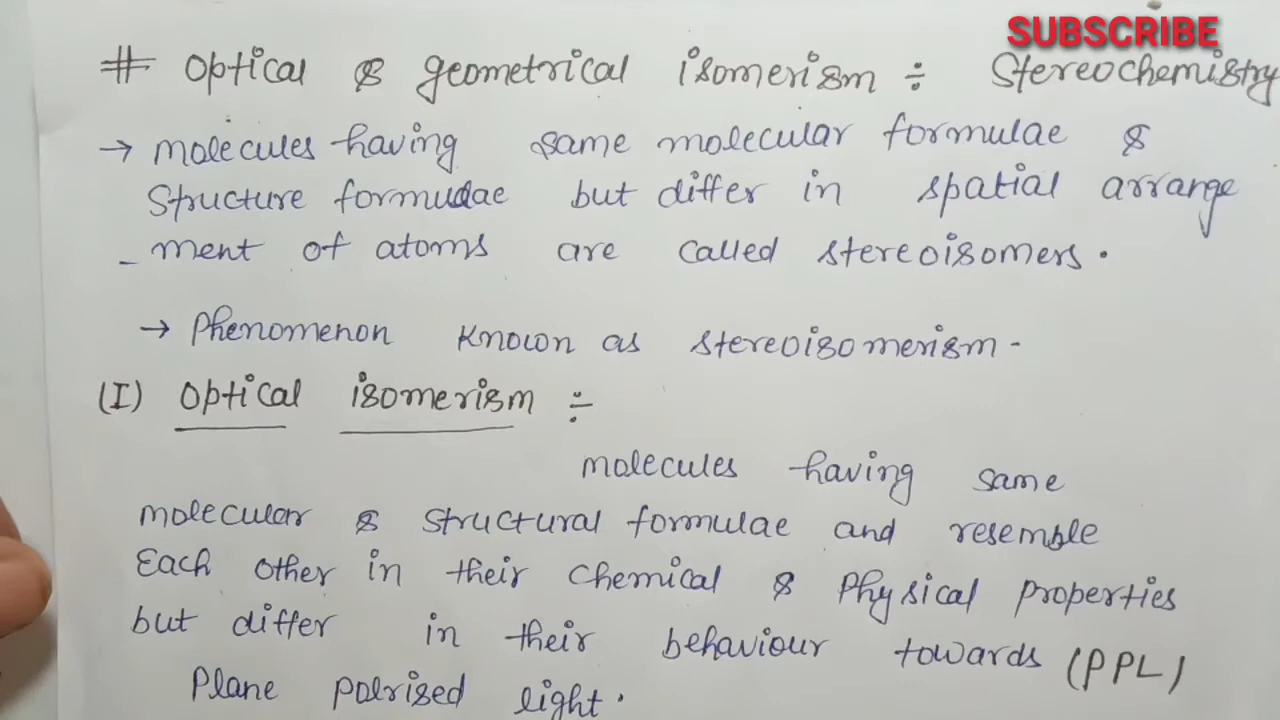 SUBSCRIBE
# Optical & geometrical isomerism ÷ Stereochemistry
→ molecules having same molecular formulae &
Structure formulae but differ in spatial arrange
- ment of atoms are called stereoisomers.
→ Phenomenon known as stereoisomerism.
(I) Optical isomerism ÷
molecules having same
molecular & structural formulae and resemble
Each other in their chemical & physical properties
but differ in their behaviour towards (PPL)
Plane polrised light.